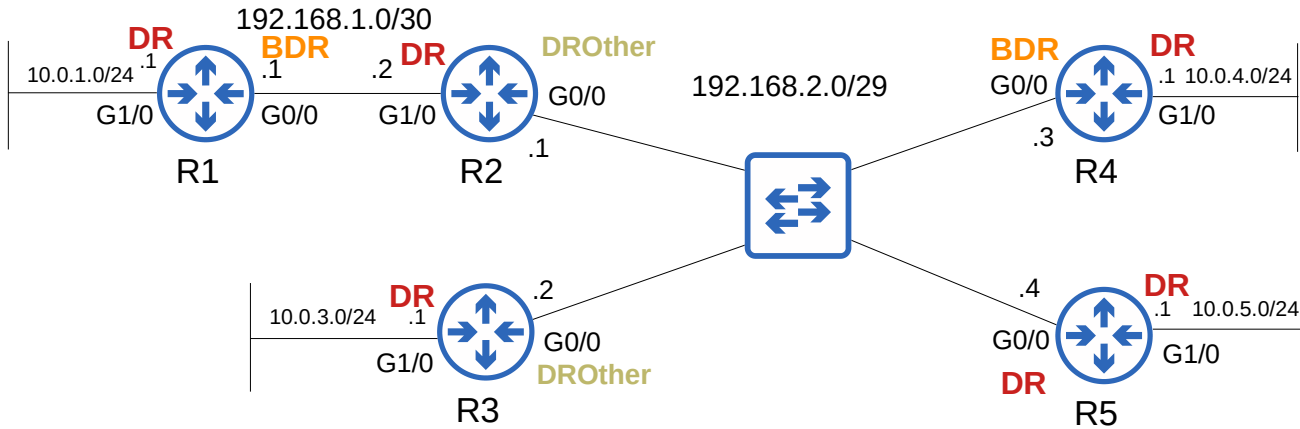 192.168.1.0/30
DR
BDR
10.0.1.0/24
.1
.1
G1/0
G0/0
R1
.2
DR
DROther
G1/0
G0/0
.1
R2
192.168.2.0/29
BDR
DR
G0/0
.1
10.0.4.0/24
G1/0
.3
R4
DR
.2
10.0.3.0/24
.1
G1/0
G0/0
DROther
R3
.4
DR
.1
10.0.5.0/24
G0/0
G1/0
DR
R5